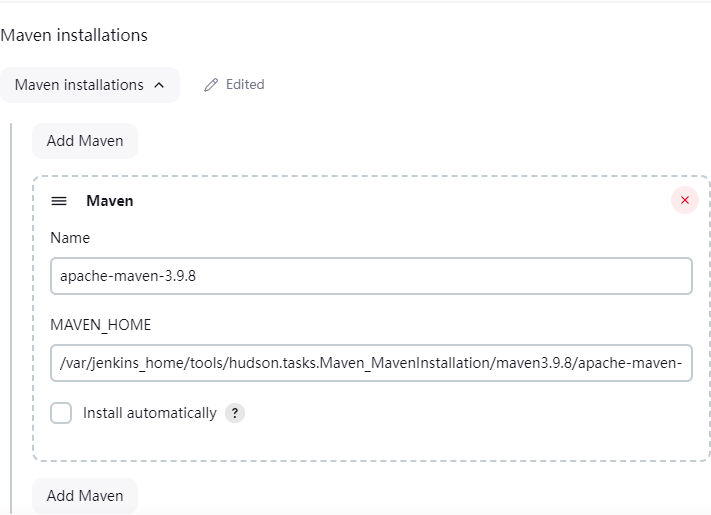 Maven installations
Maven installations
Edited
Add Maven
Maven
Name
apache-maven-3.9.8
MAVEN_HOME
/var/jenkins_home/tools/hudson.tasks.Maven_MavenInstallation/maven3.9.8/apache-maven-
Install automatically ?
Add Maven